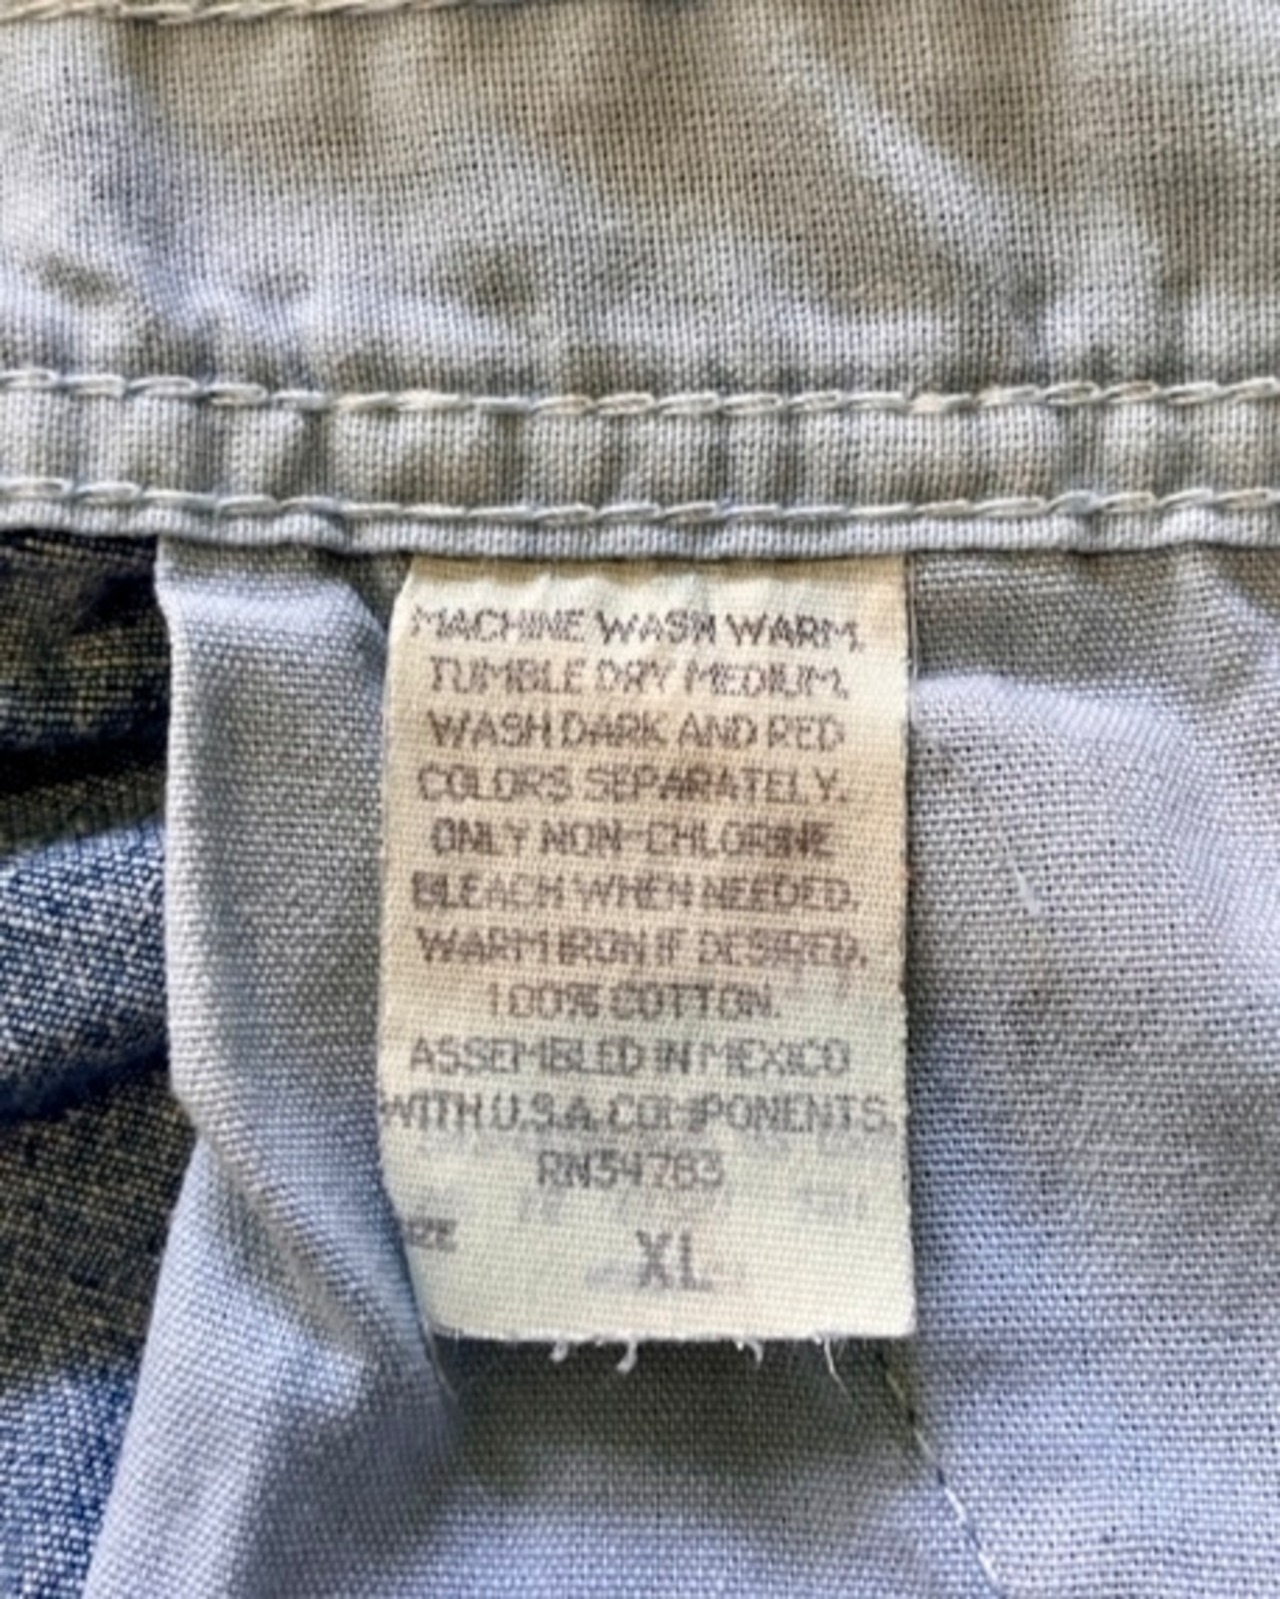 MACHINE WASH WARM.
TUMBLE DRY MEDIUM.
WASH DARK AND RED
COLORS SEPARATELY.
ONLY NON-CHLORINE
BLEACH WHEN NEEDED.
WARM IRON IF DESIRED.
100% COTTON.
ASSEMBLED IN MEXICO
WITH U.S.A. COMPONENTS.
RN54783
XL